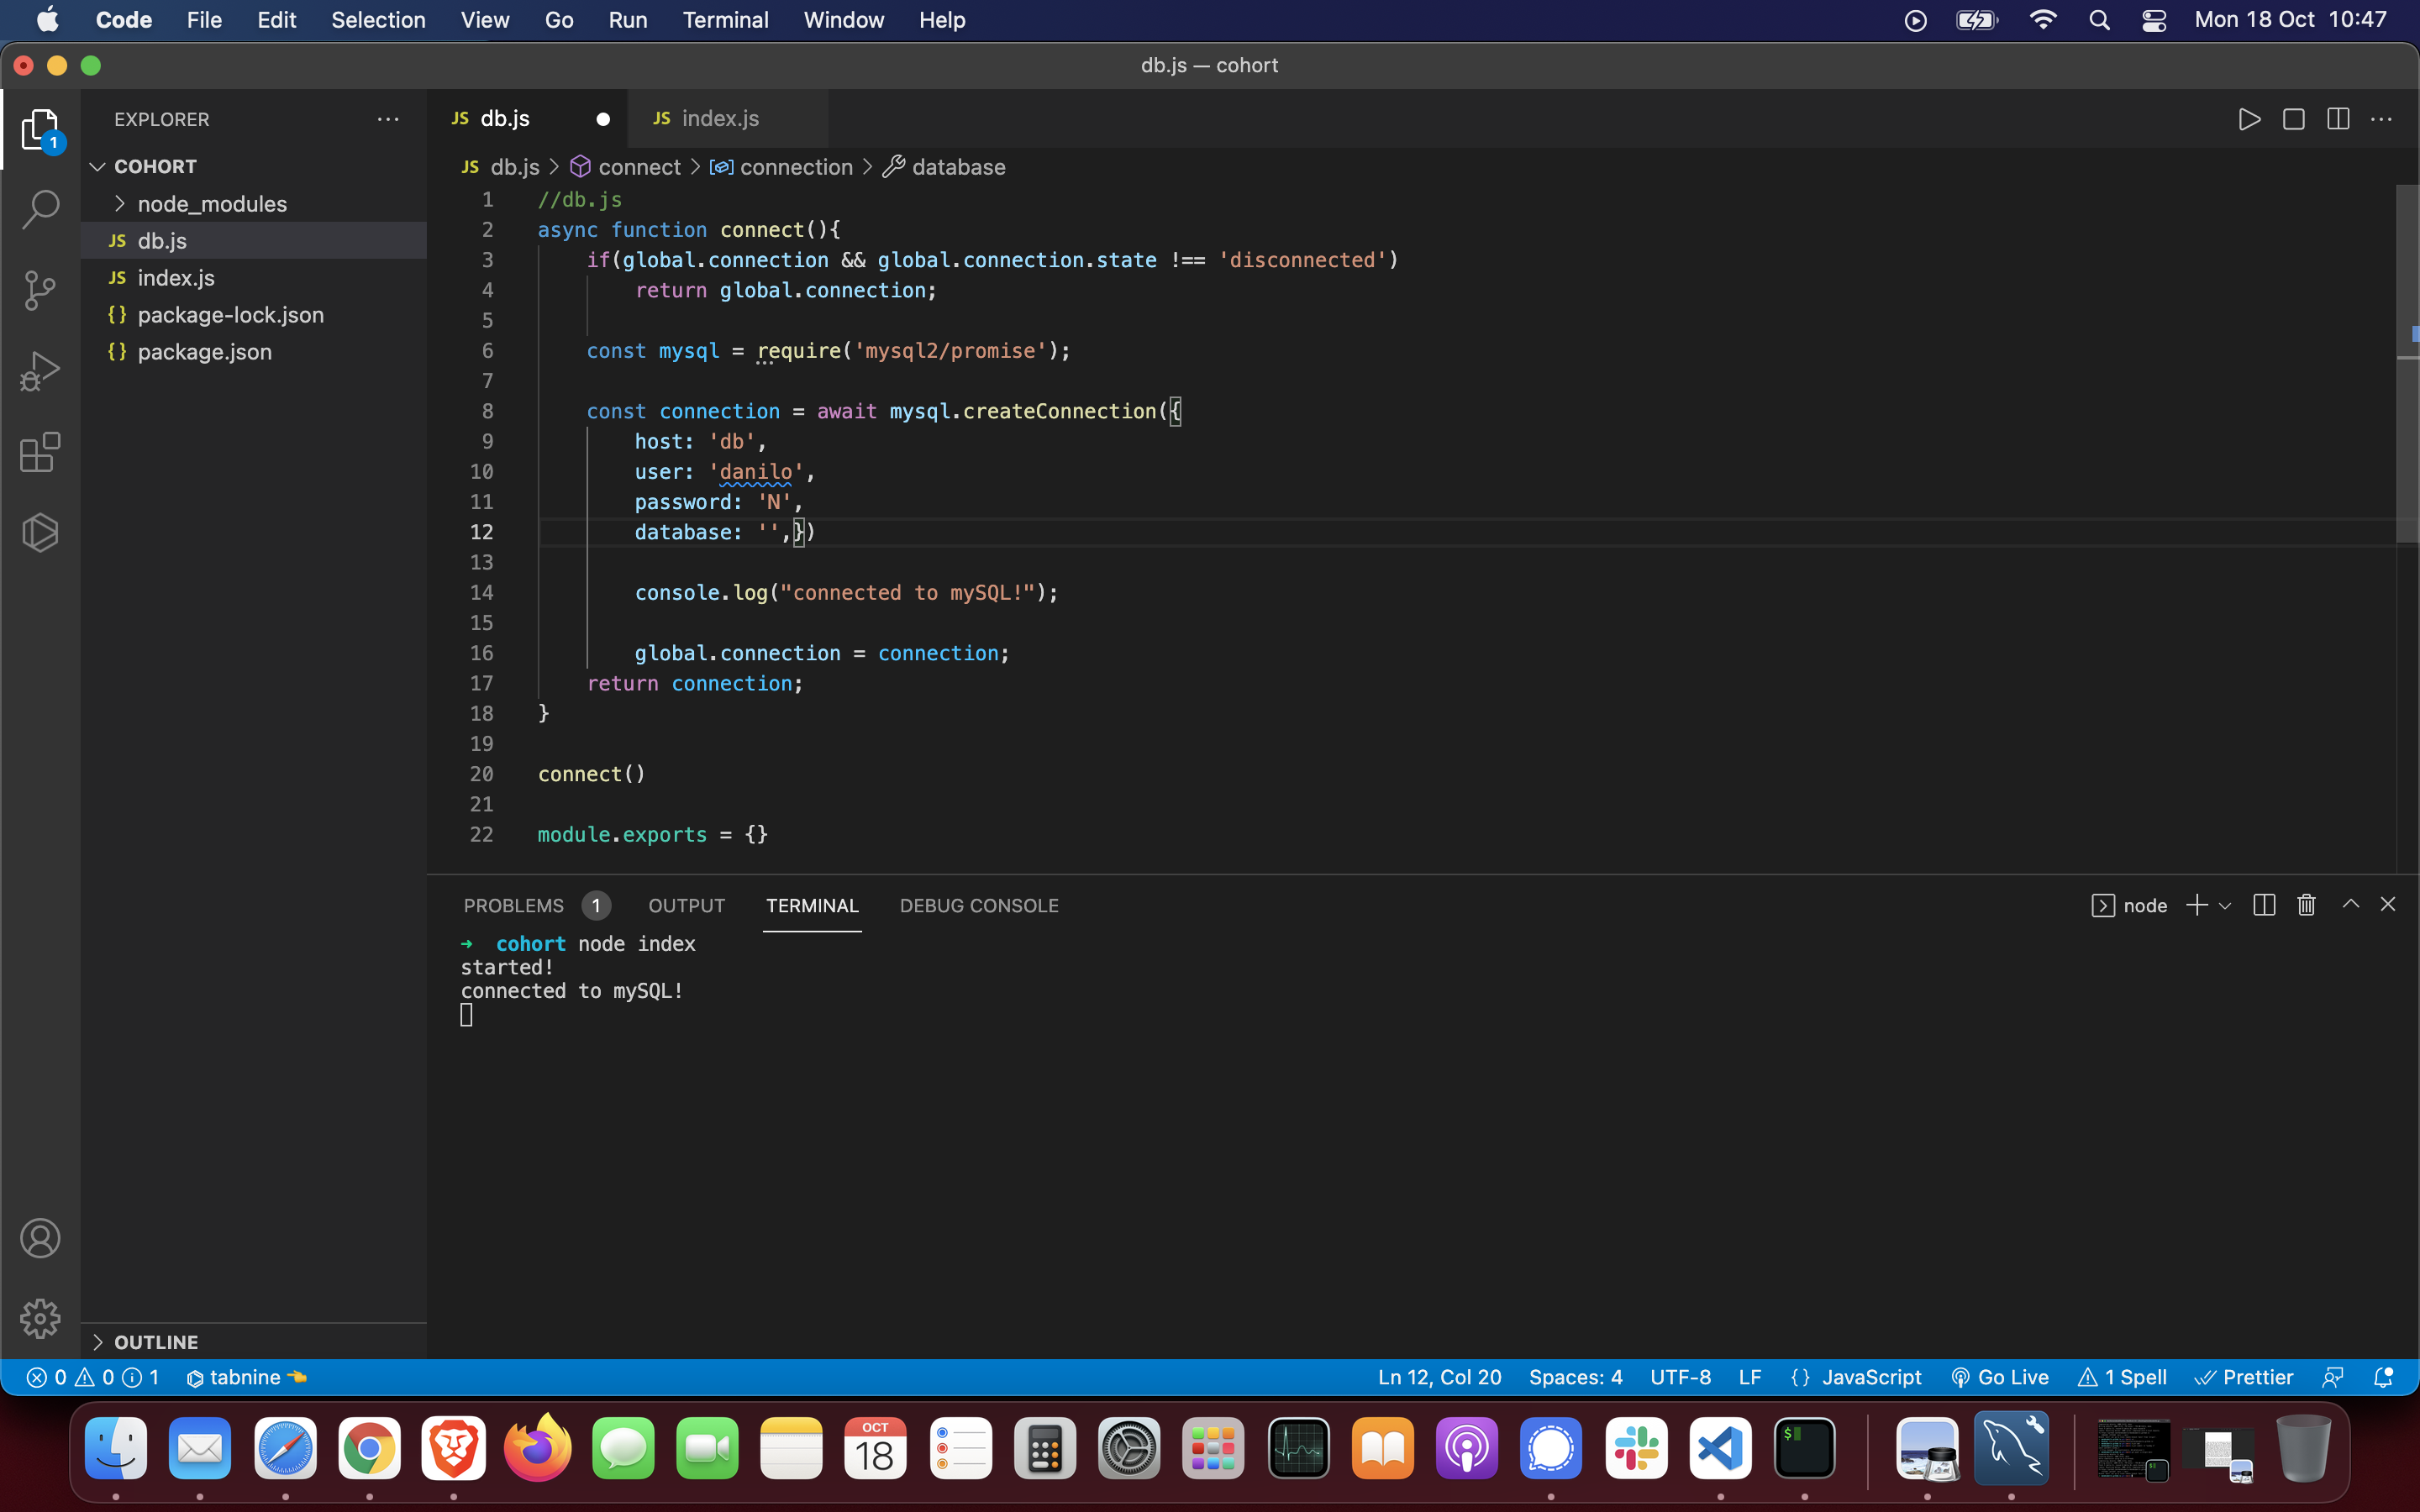 Code File Edit Selection View Go Run Terminal Window Help Mon 18 Oct 10:47
db.js — cohort
EXPLORER
JS db.js
JS index.js
COHORT
node_modules
JS db.js
JS index.js
{} package-lock.json
{} package.json
1
OUTLINE
JS db.js > connect > connection > database
1 //db.js
2 async function connect(){
3 if(global.connection && global.connection.state !== 'disconnected')
4 return global.connection;
5
6 const mysql = require('mysql2/promise');
7
8 const connection = await mysql.createConnection({
9 host: 'db',
10 user: 'danilo',
11 password: 'N',
12 database: '',})
13
14 console.log("connected to mySQL!");
15
16 global.connection = connection;
17 return connection;
18 }
19
20 connect()
21
22 module.exports = {}
PROBLEMS 1 OUTPUT TERMINAL DEBUG CONSOLE node
→ cohort node index
started!
connected to mySQL!
0 0 1 tabnine Ln 12, Col 20 Spaces: 4 UTF-8 LF {} JavaScript Go Live 1 Spell Prettier
OCT
18
$